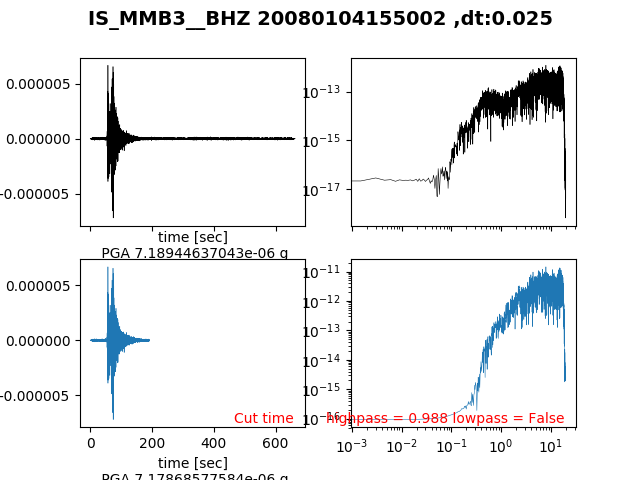 IS_MMB3__BHZ 20080104155002 ,dt:0.025
0.000005
0.000000
-0.000005
time [sec]
PGA 7.18944637043e-06 g
10−13
10−15
10−17
0.000005
0.000000
-0.000005
Cut time
0 200 400 600
time [sec]
PGA 7.17868577584e-06 g
10−11
10−12
10−13
10−14
10−15
10−16
highpass = 0.988 lowpass = False
10−3 10−2 10−1 100 101